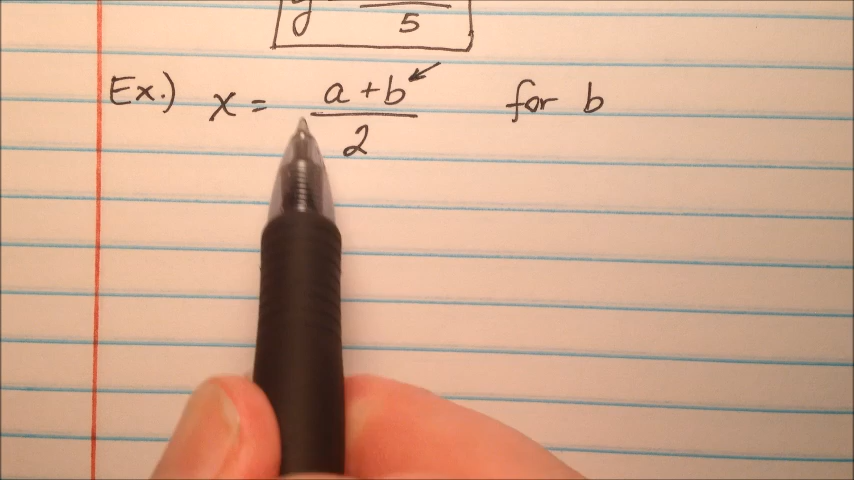 y = 5
Ex.) x = a + b / 2 for b